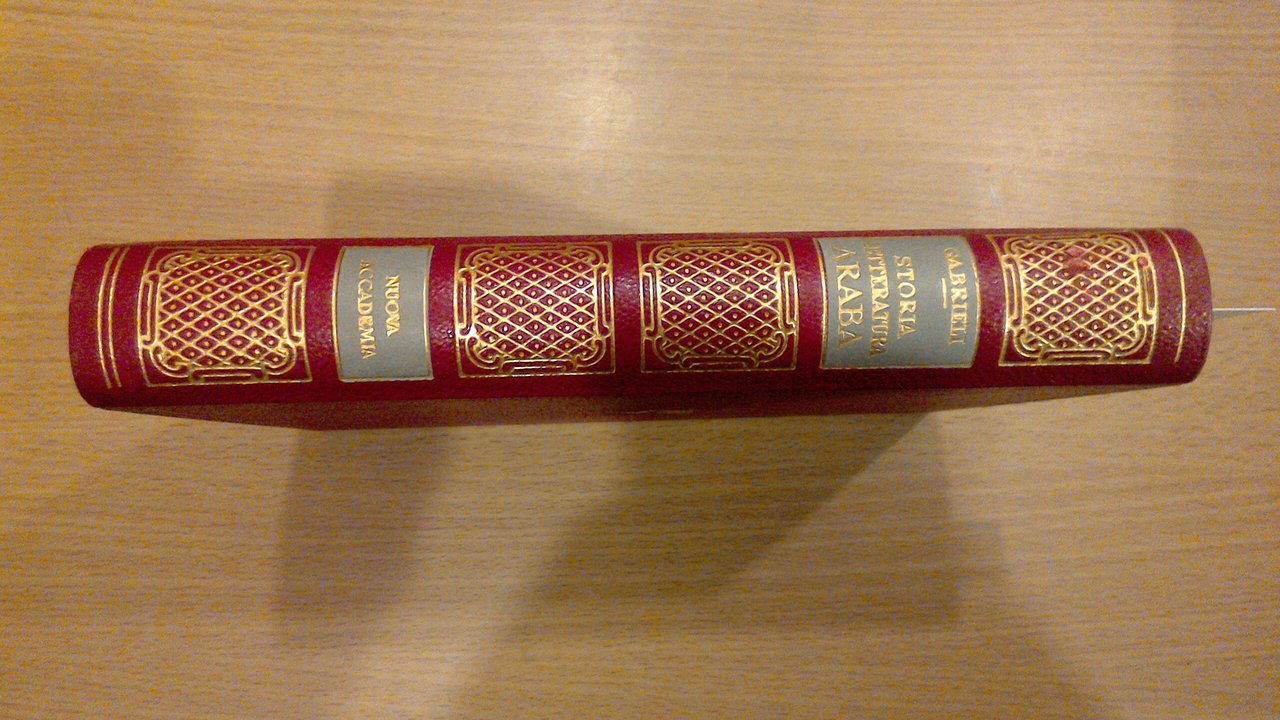 GABRIELI
STORIA
LETTERATURA
ARABA
NUOVA
ACCADEMIA